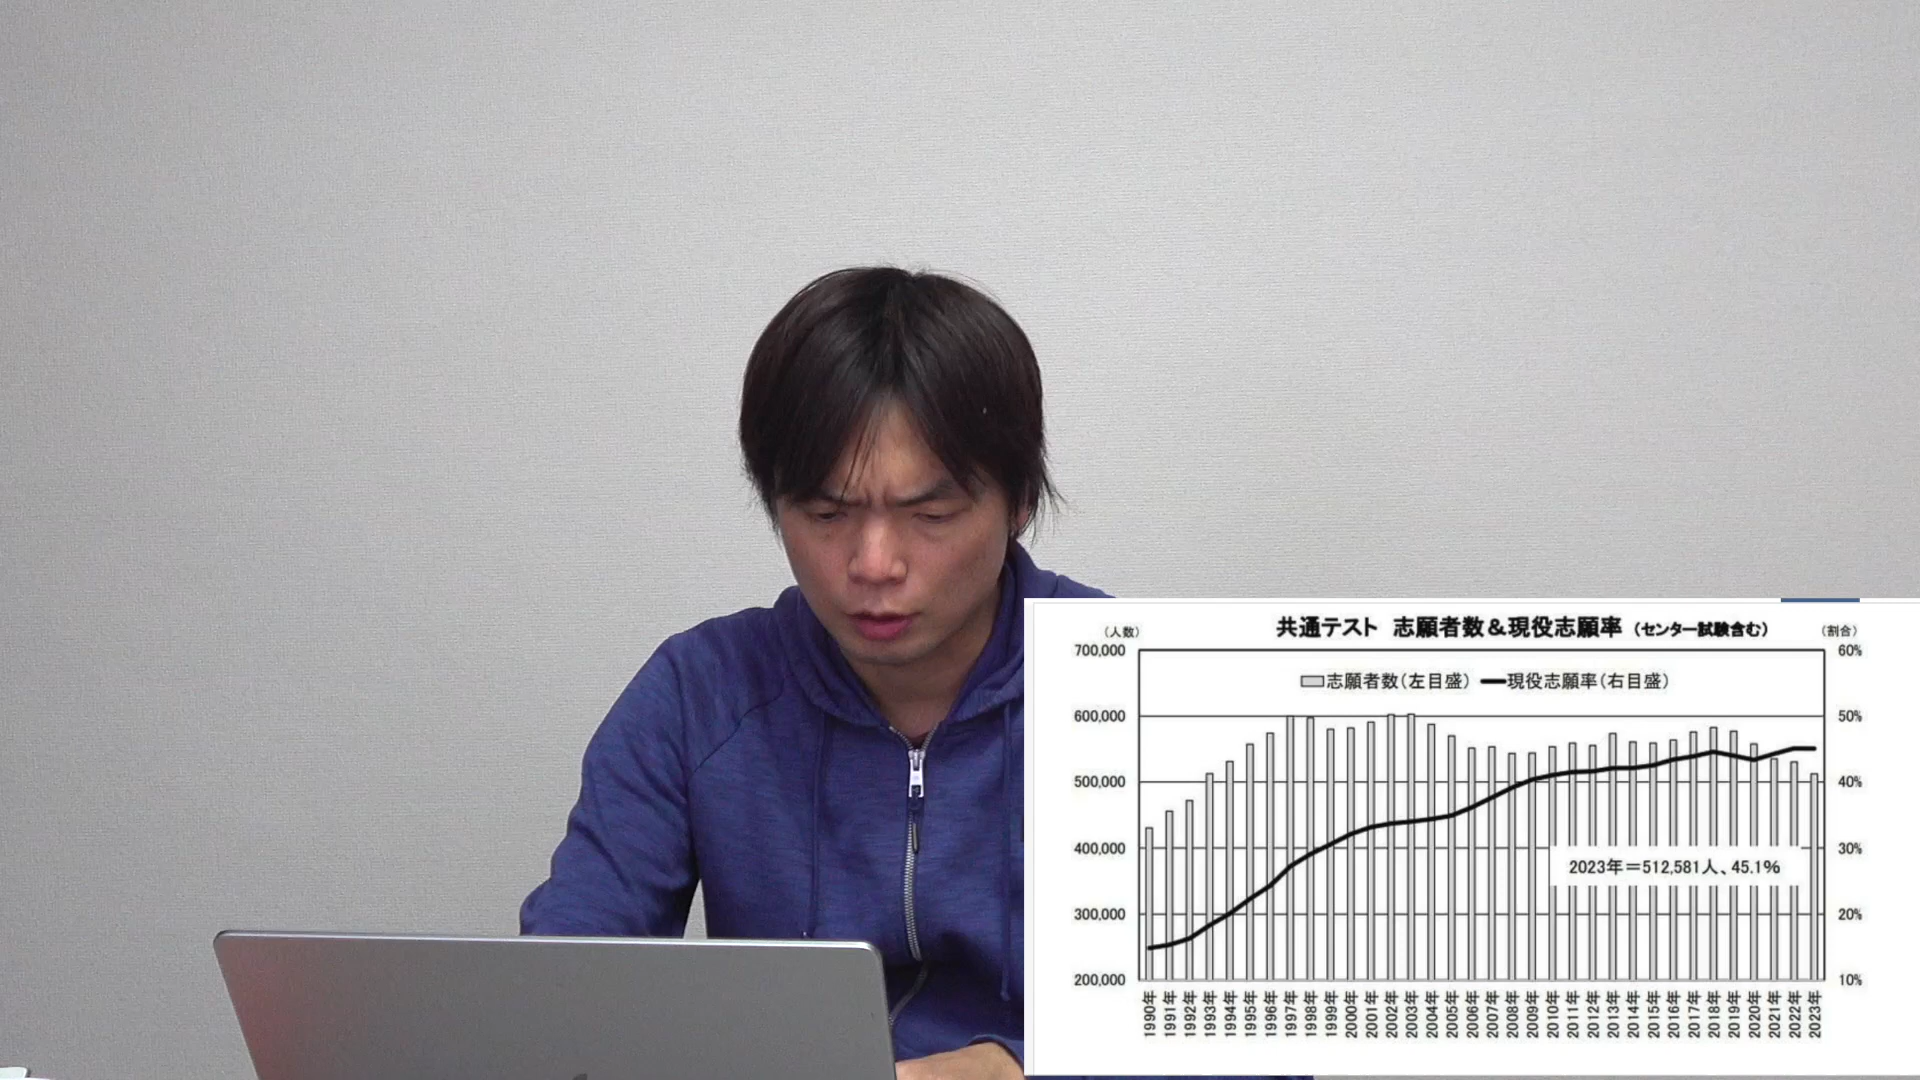 共通テスト 志願者数&現役志願率 (センター試験含む)
(人数)
(割合)
700,000
600,000
500,000
400,000
300,000
200,000
60%
50%
40%
30%
20%
10%
志願者数(左目盛) 現役志願率(右目盛)
2023年=512,581人、45.1%
1990年
1991年
1992年
1993年
1994年
1995年
1996年
1997年
1998年
1999年
2000年
2001年
2002年
2003年
2004年
2005年
2006年
2007年
2008年
2009年
2010年
2011年
2012年
2013年
2014年
2015年
2016年
2017年
2018年
2019年
2020年
2021年
2022年
2023年